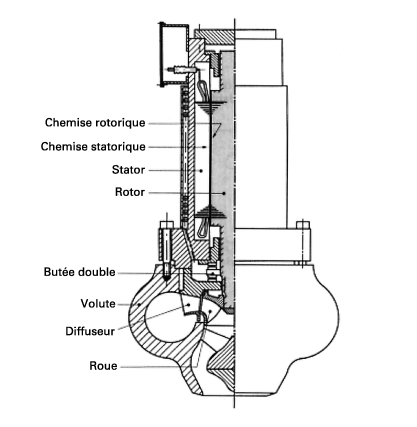 Chemise rotorique
Chemise statorique
Stator
Rotor
Butée double
Volute
Diffuseur
Roue